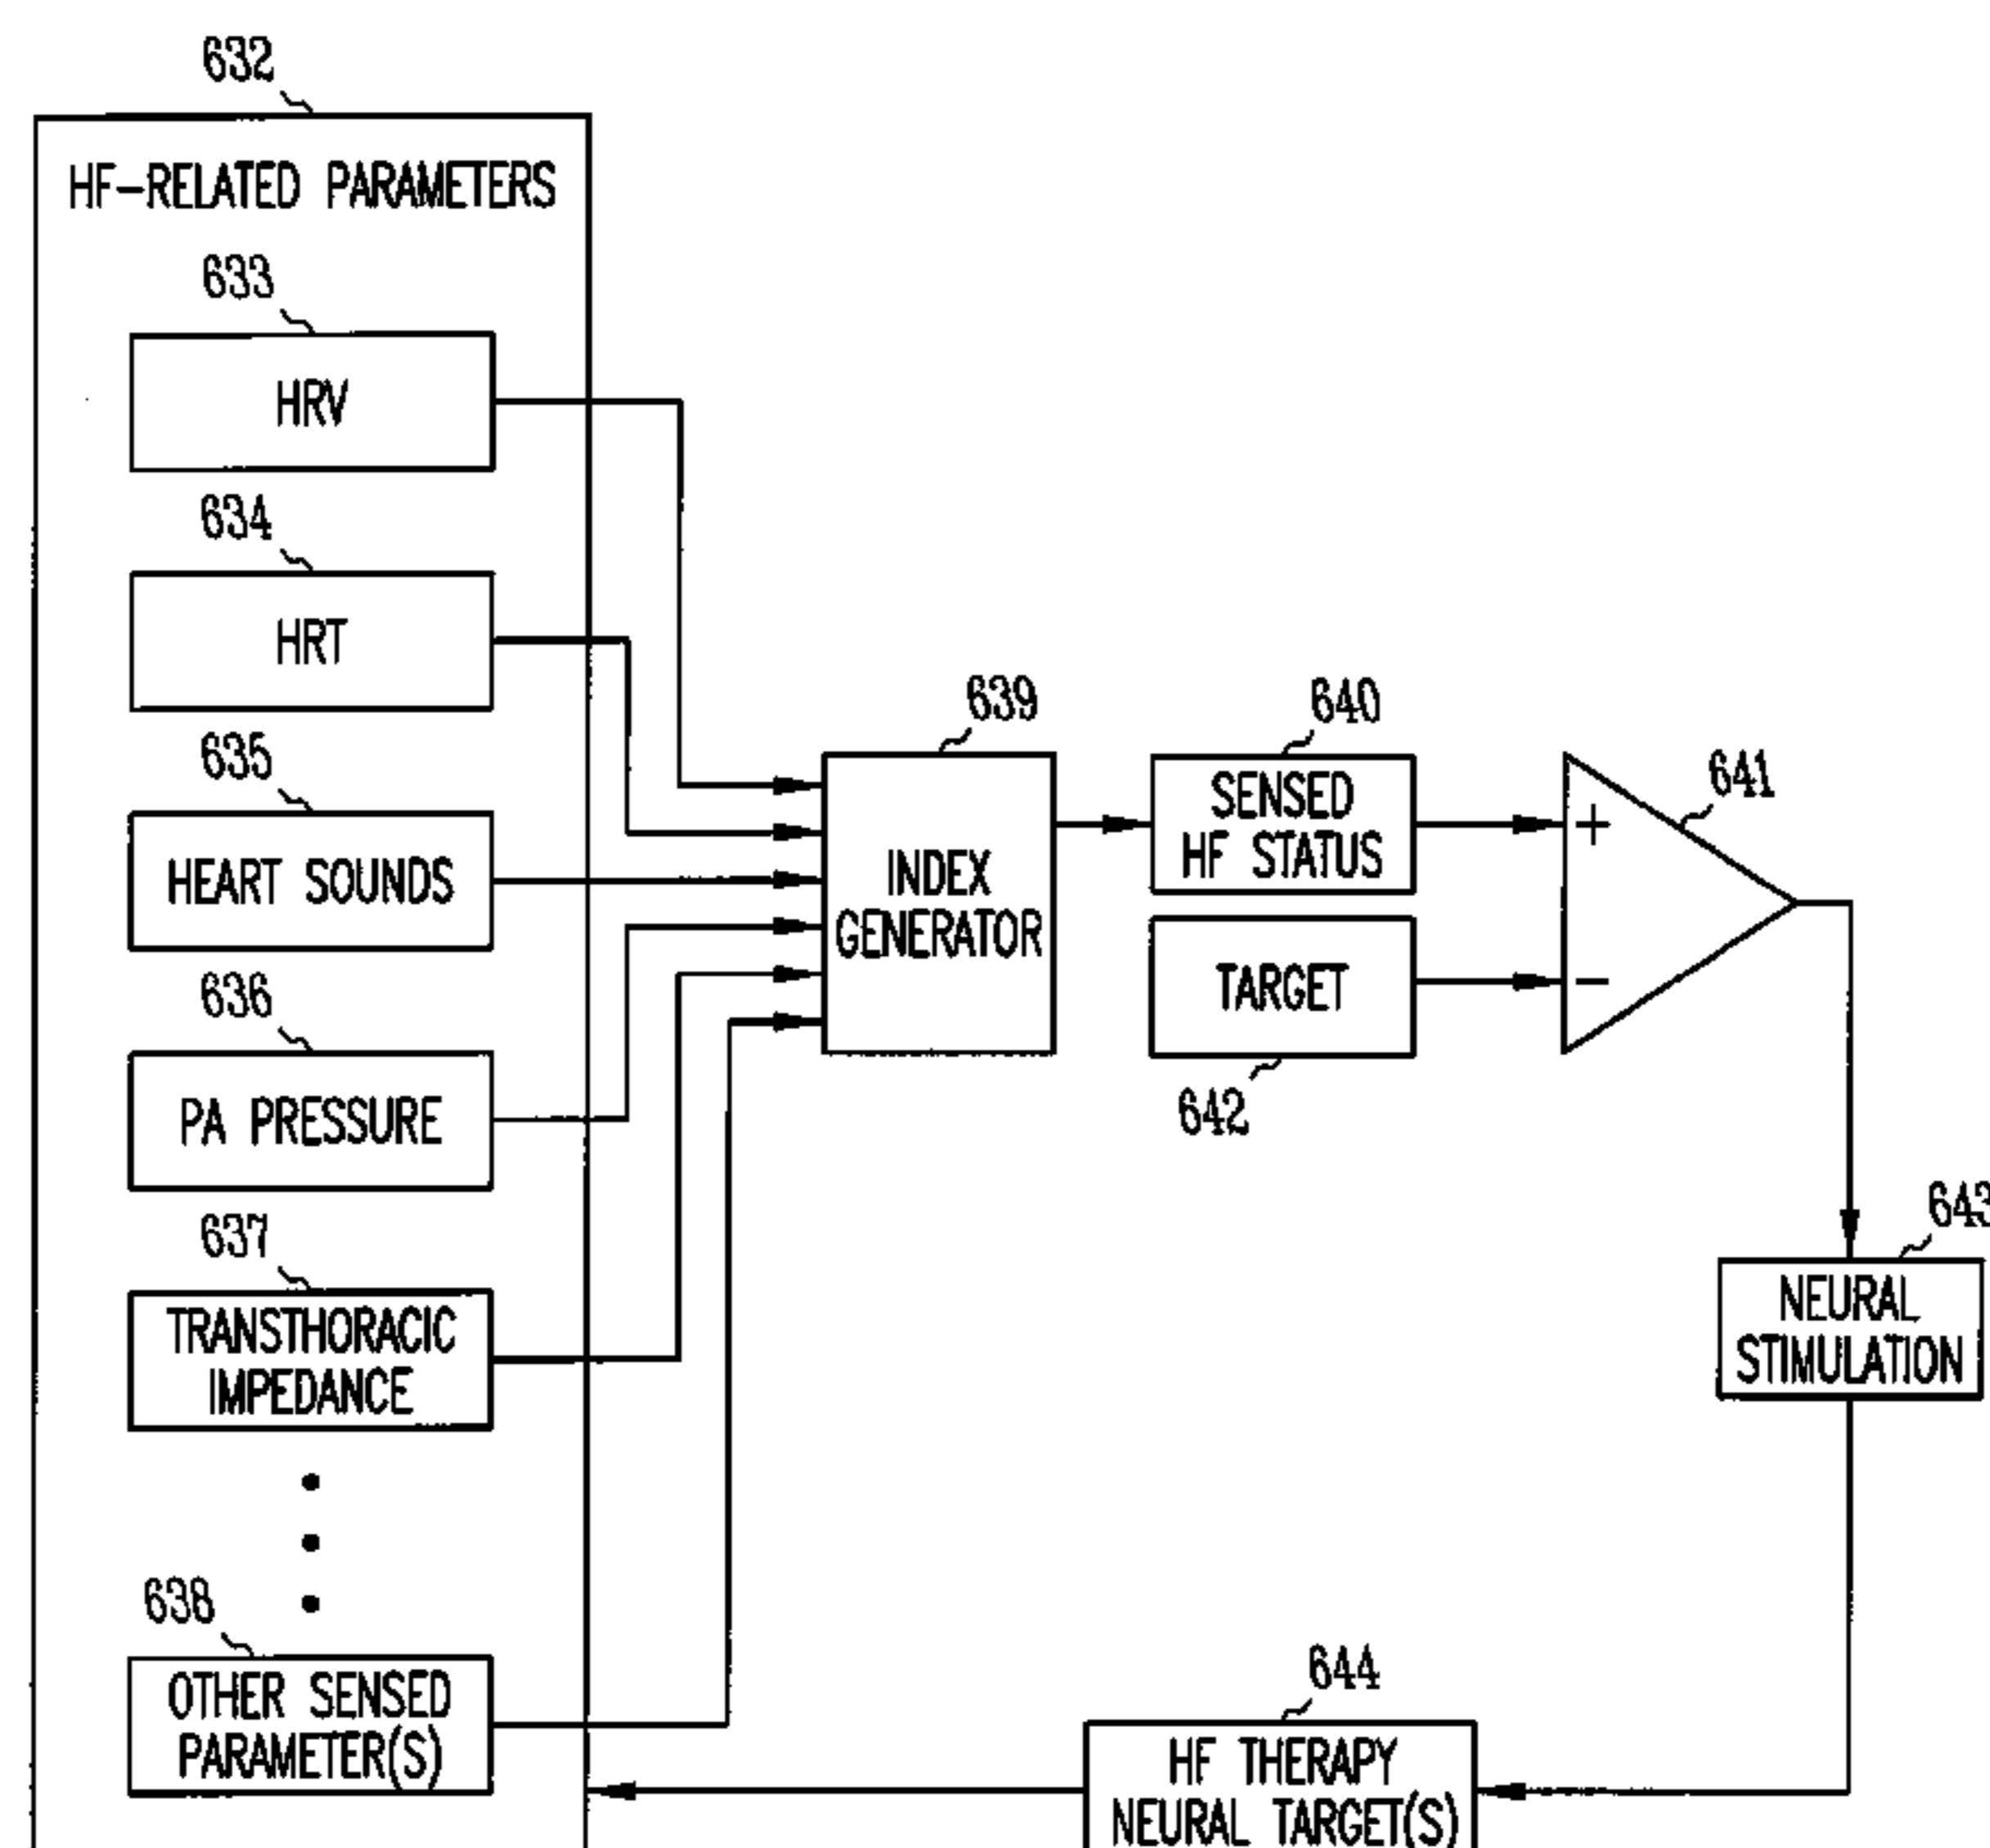 632
HF-RELATED PARAMETERS
633
HRV
634
HRT
635
HEART SOUNDS
636
PA PRESSURE
637
TRANSTHORACIC
IMPEDANCE
638
OTHER SENSED
PARAMETER(S)
639
INDEX
GENERATOR
640
SENSED
HF STATUS
641
+
−
TARGET
642
643
NEURAL
STIMULATION
644
HF THERAPY
NEURAL TARGET(S)